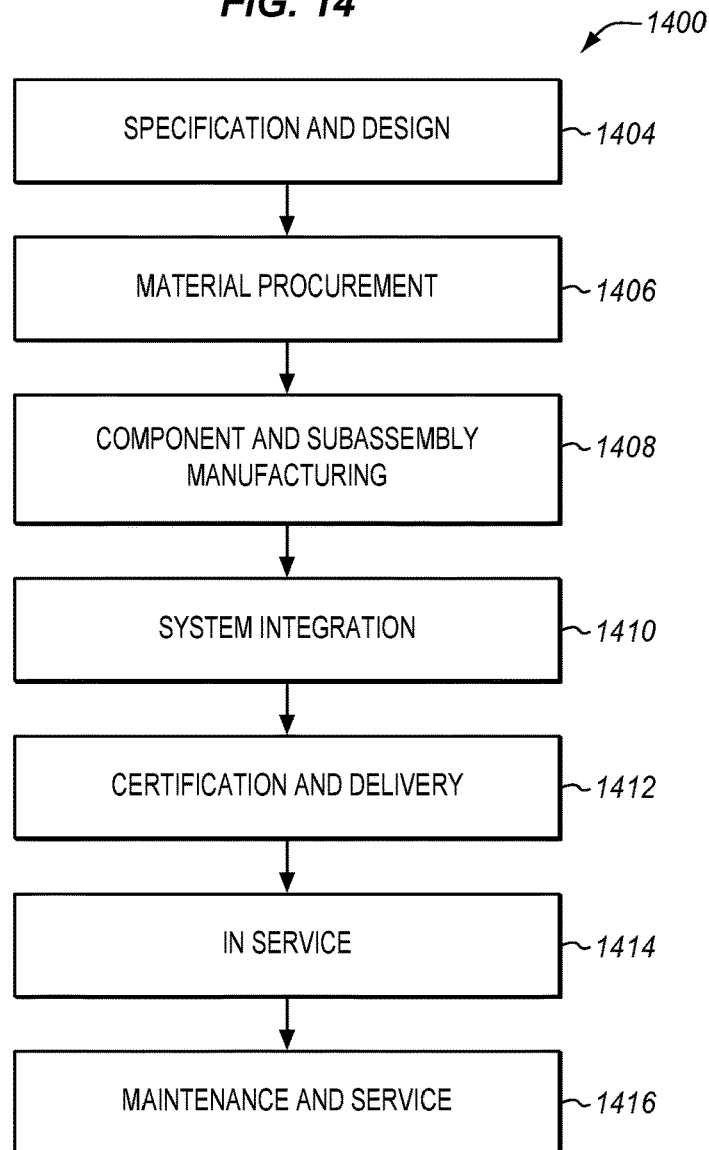 FIG. 14
1400
SPECIFICATION AND DESIGN
1404
MATERIAL PROCUREMENT
1406
COMPONENT AND SUBASSEMBLY
MANUFACTURING
1408
SYSTEM INTEGRATION
1410
CERTIFICATION AND DELIVERY
1412
IN SERVICE
1414
MAINTENANCE AND SERVICE
1416